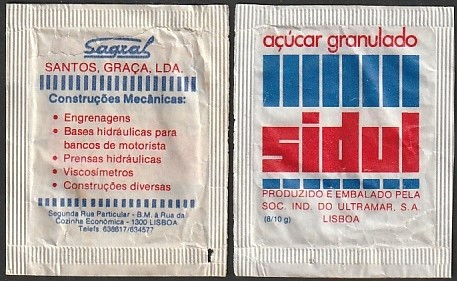 Sagral
SANTOS, GRAÇA, LDA.
Construções Mecânicas:
• Engrenagens
• Bases hidráulicas para
bancos de motorista
• Prensas hidráulicas
• Viscosímetros
• Construções diversas
Segunda Rua Particular - B.M. à Rua da
Cozinha Económica - 1300 LISBOA
Telefs 638617/634577
açúcar granulado
sidul
PRODUZIDO E EMBALADO PELA
SOC. IND. DO ULTRAMAR, S.A.
(8/10 g) LISBOA